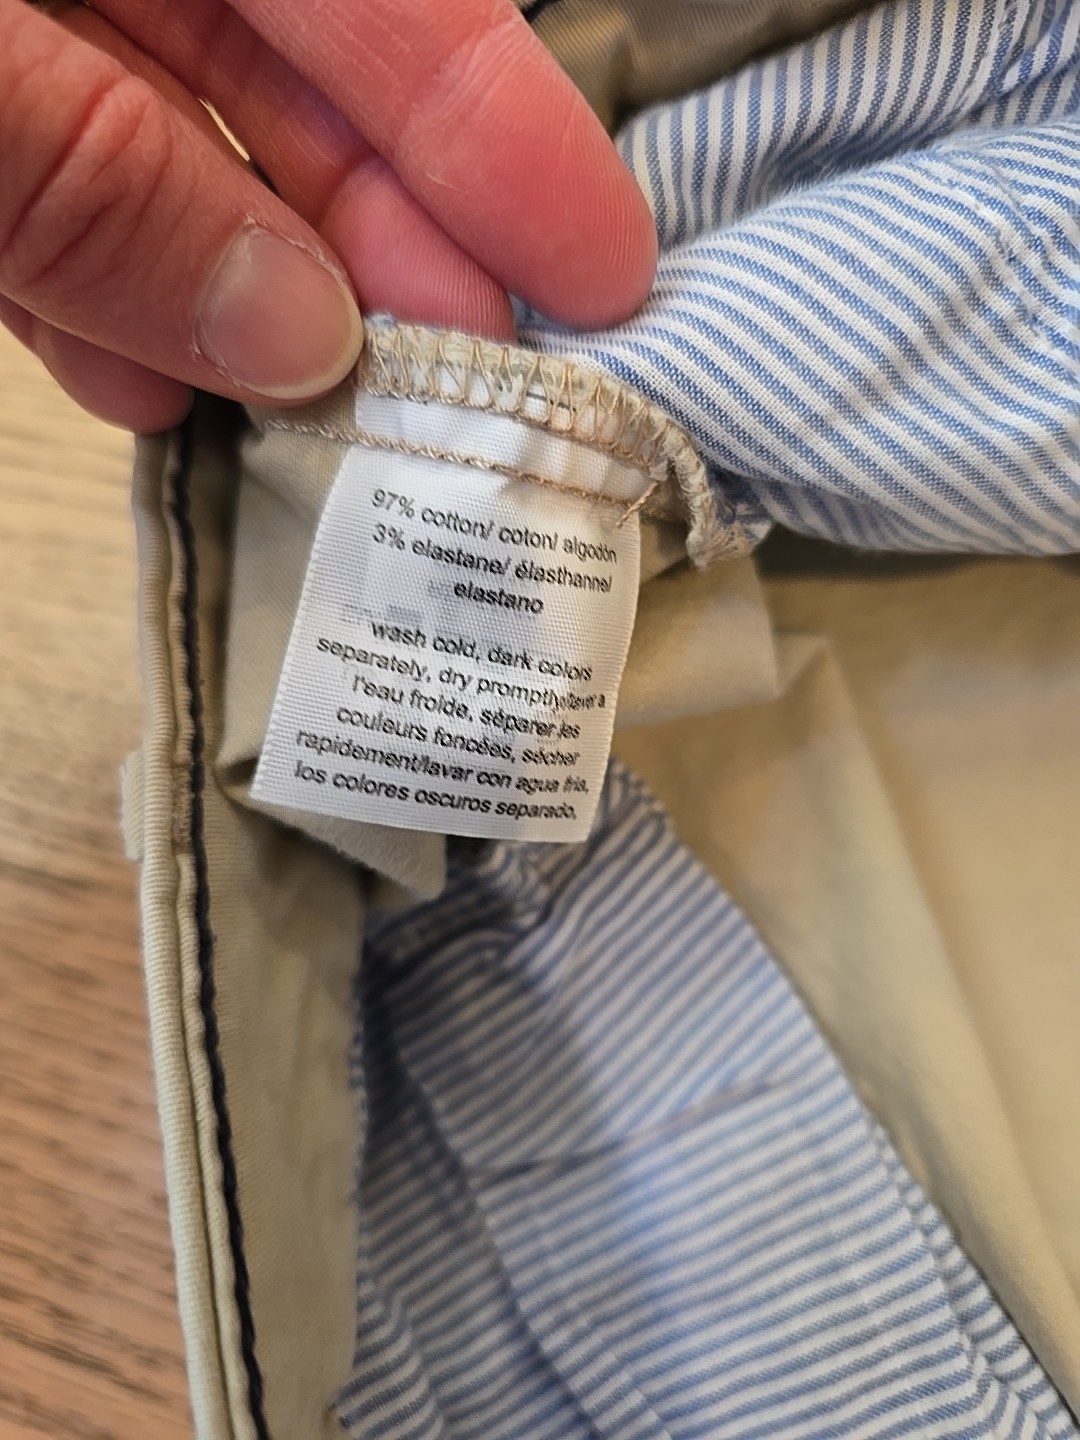 97% cotton/ coton/ algodón
3% elastane/ élasthanne/
elastano
wash cold, dark colors
separately, dry promptly/laver a
l'eau froide, séparer les
couleurs foncées, sécher
rapidement/lavar con agua fria,
los colores oscuros separado,